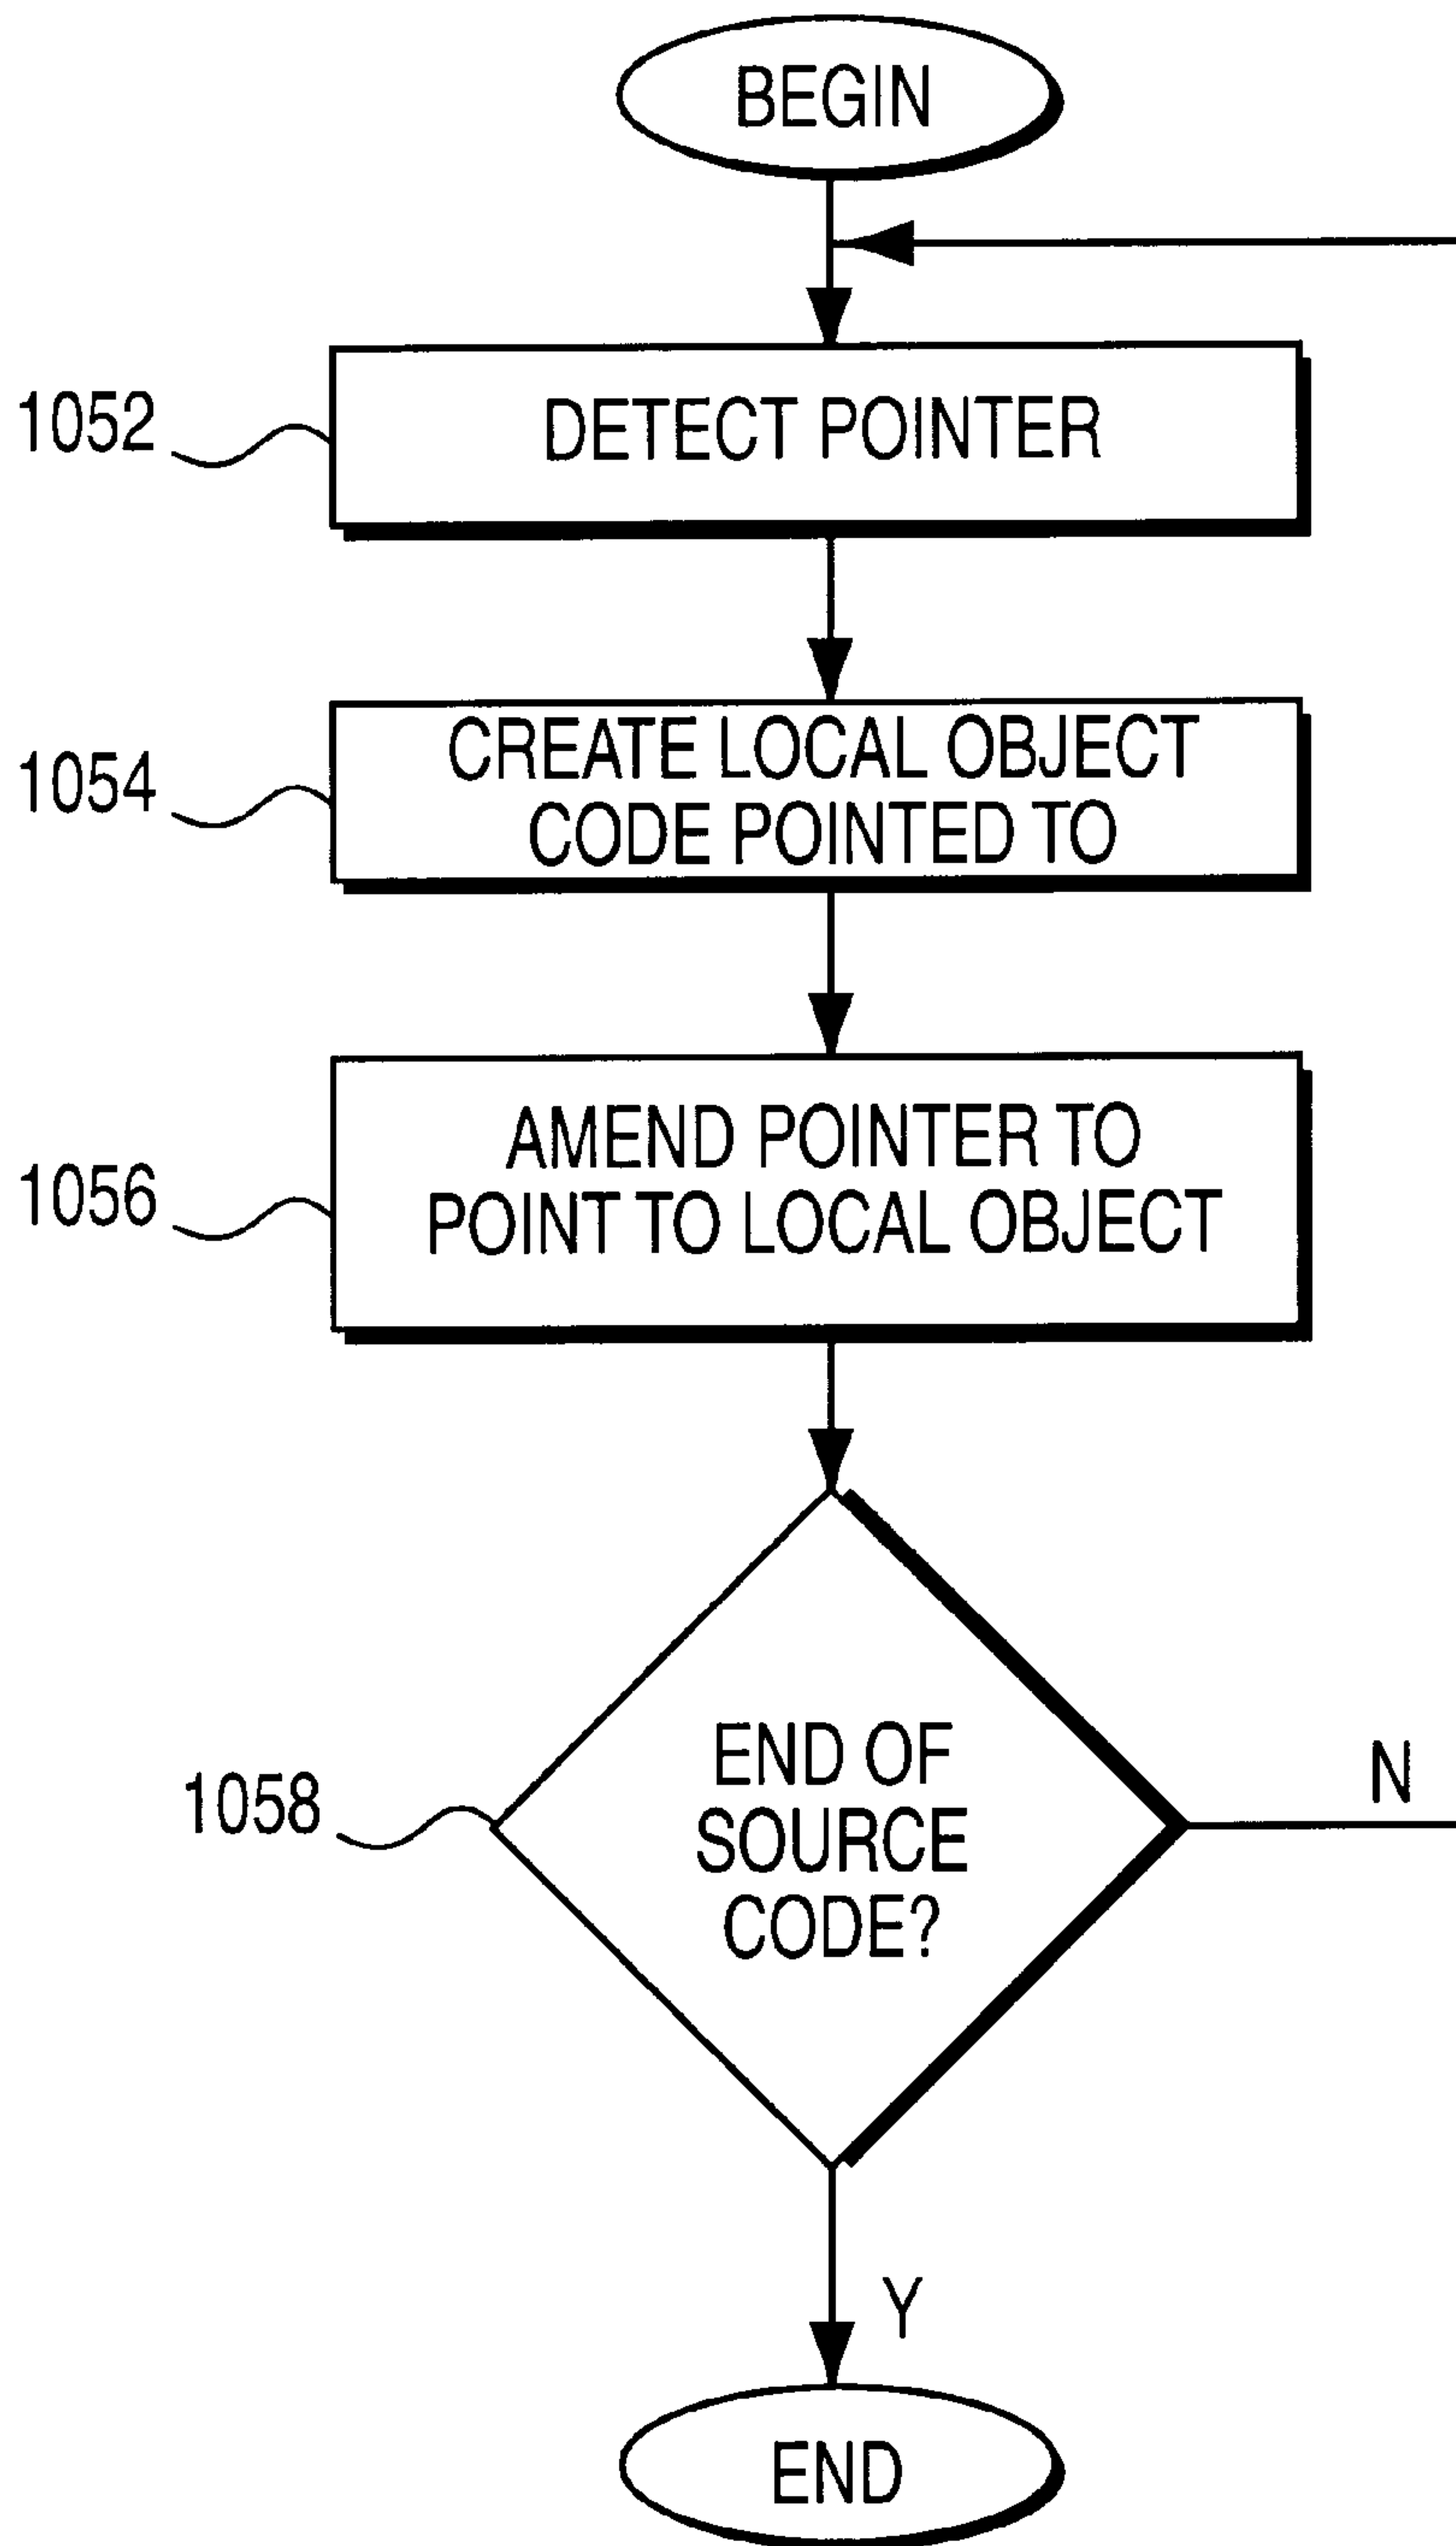 BEGIN
1052
DETECT POINTER
1054
CREATE LOCAL OBJECT
CODE POINTED TO
1056
AMEND POINTER TO
POINT TO LOCAL OBJECT
1058
END OF
SOURCE
CODE?
N
Y
END